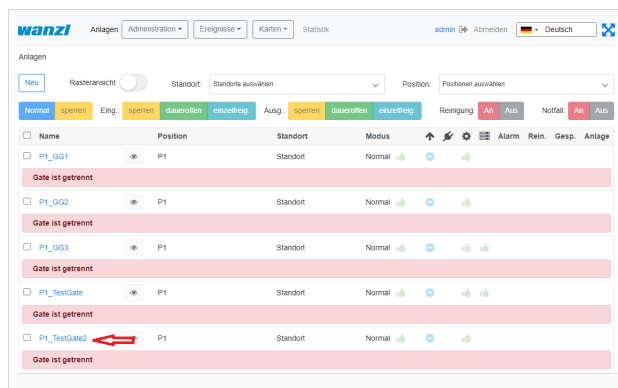 wanzl Anlagen Administration Ereignisse Karten Statistik admin Abmelden Deutsch
Anlagen
Neu Rasteransicht Standort: Standorte auswählen Position: Positionen auswählen
Normal sperren Eing.: sperren daueroffen einzelfreig. Ausg.: sperren daueroffen einzelfreig. Reinigung: An Aus Notfall: An Aus
Name Position Standort Modus Alarm Rein. Gesp. Anlage
P1_GG1 P1 Standort Normal
Gate ist getrennt
P1_GG2 P1 Standort Normal
Gate ist getrennt
P1_GG3 P1 Standort Normal
Gate ist getrennt
P1_TestGate P1 Standort Normal
Gate ist getrennt
P1_TestGate2 P1 Standort Normal
Gate ist getrennt